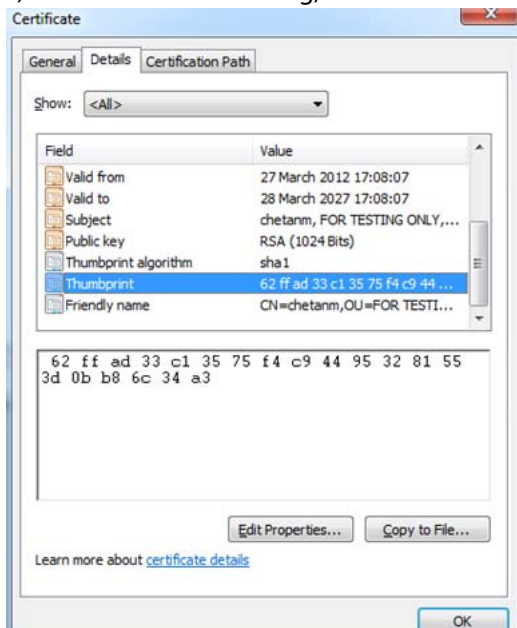 Certificate
General Details Certification Path
Show: <All>
Field Value
Valid from 27 March 2012 17:08:07
Valid to 28 March 2027 17:08:07
Subject chetanm, FOR TESTING ONLY,...
Public key RSA (1024 Bits)
Thumbprint algorithm sha1
Thumbprint 62 ff ad 33 c1 35 75 f4 c9 44 ...
Friendly name CN=chetanm,OU=FOR TESTI...
62 ff ad 33 c1 35 75 f4 c9 44 95 32 81 55
3d 0b b8 6c 34 a3
Edit Properties... Copy to File...
Learn more about certificate details
OK